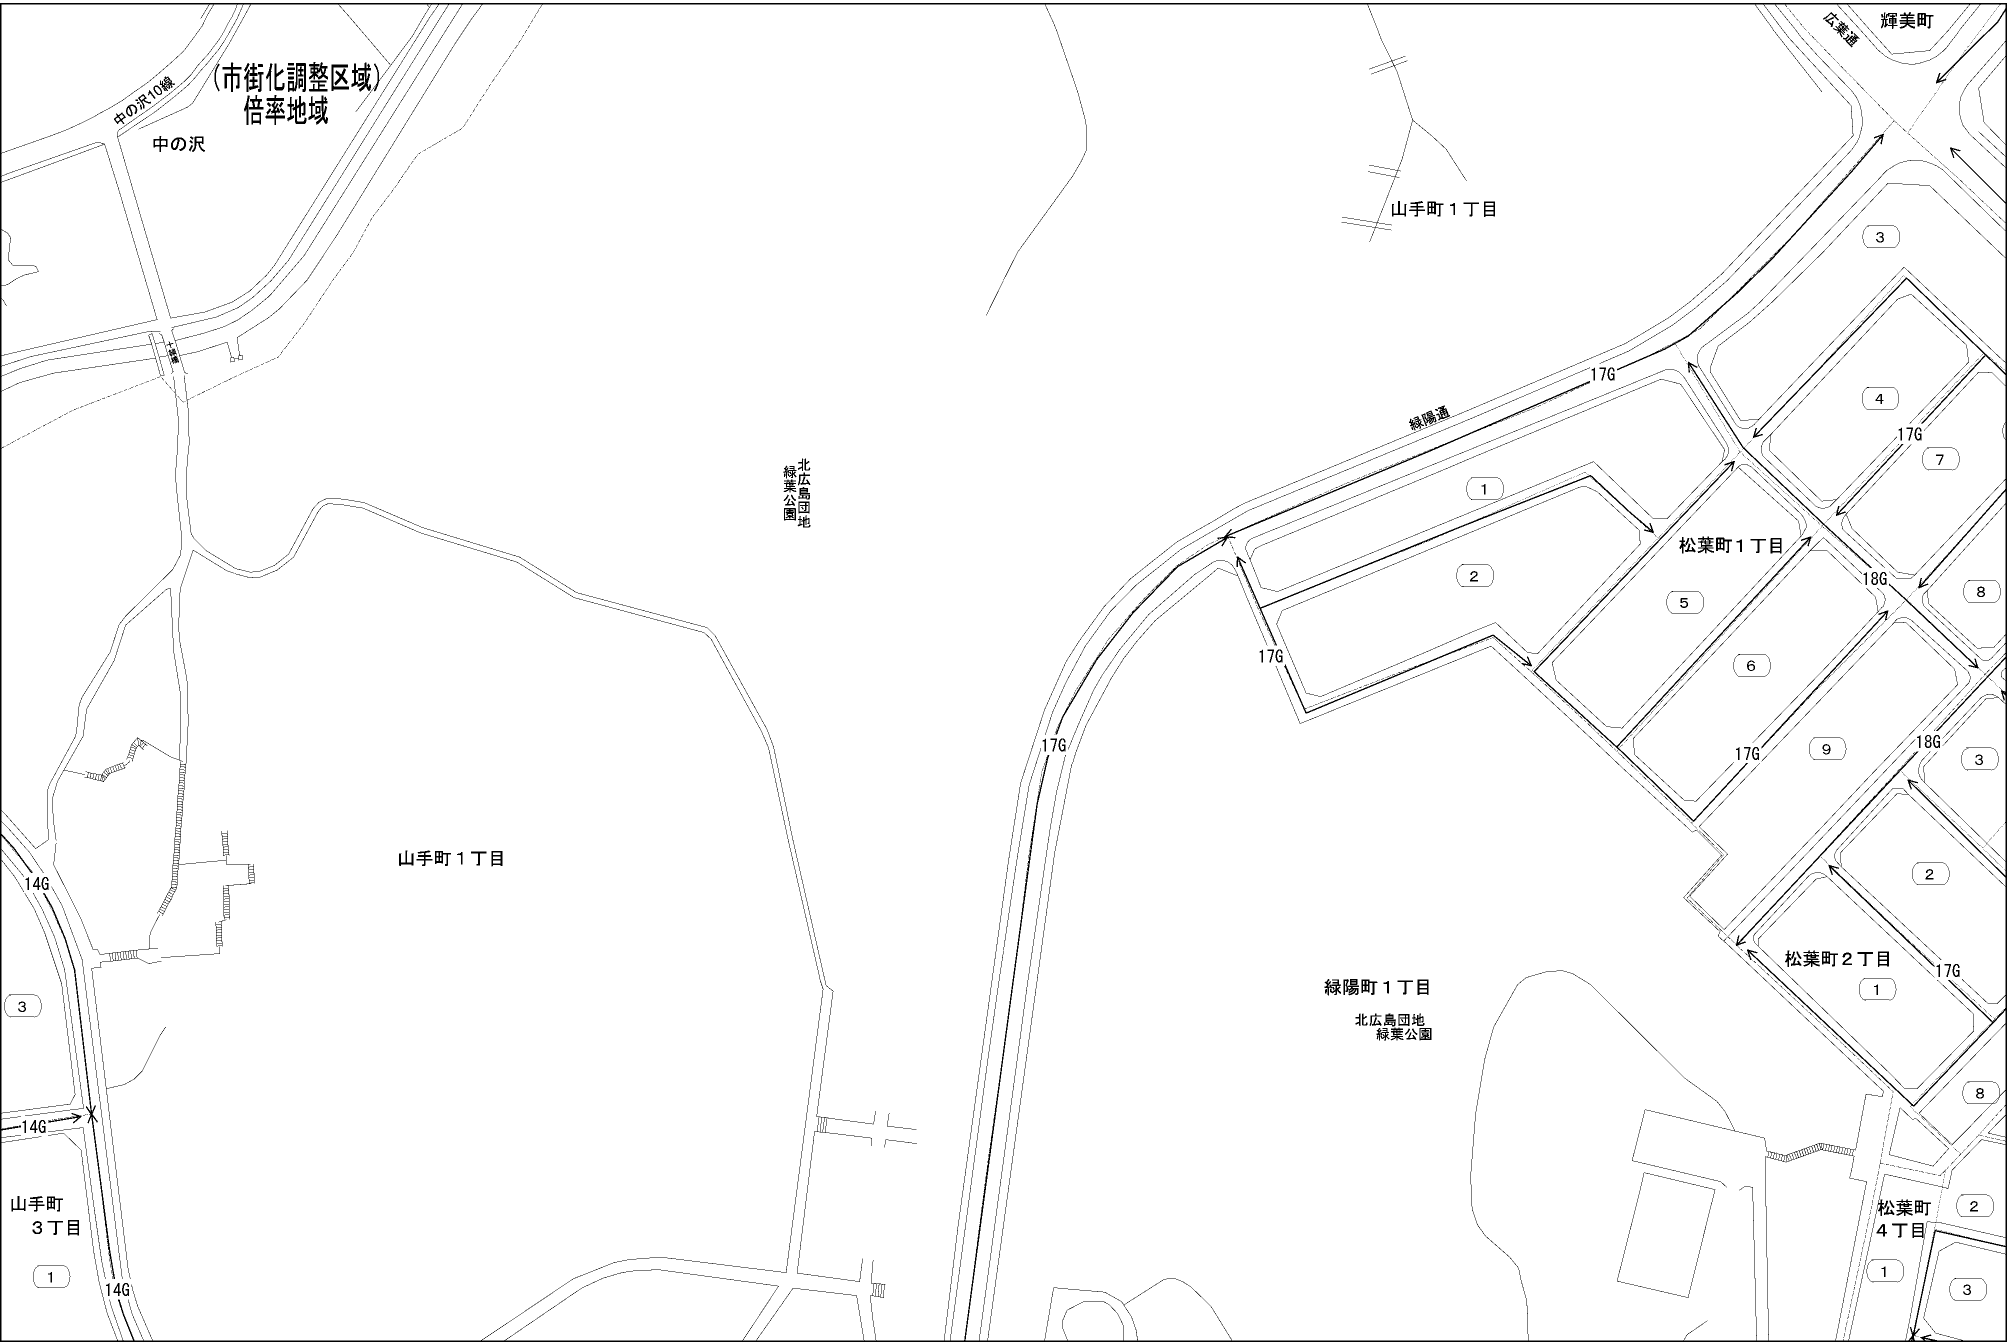 広葉通
輝美町
（市街化調整区域）
倍率地域
中の沢10線
中の沢
山手町１丁目
3
17G
緑陽通
4
17G
7
北広島団地
緑葉公園
1
松葉町１丁目
2
18G
8
5
17G
6
17G
18G
9
17G
3
山手町１丁目
14G
2
松葉町２丁目
17G
1
緑陽町１丁目
北広島団地
緑葉公園
3
8
14G
山手町
３丁目
松葉町
４丁目
2
1
1
3
14G